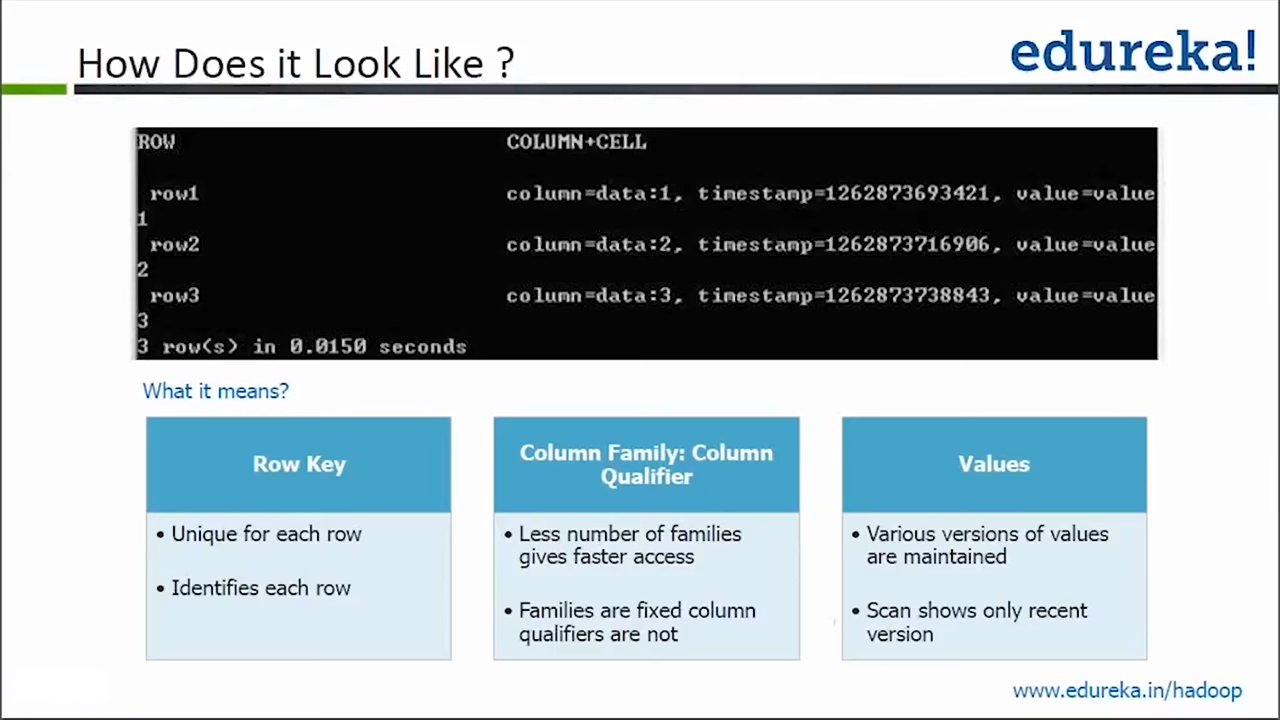 How Does it Look Like ?
edureka!
ROW COLUMN+CELL
row1 column=data:1, timestamp=1262873693421, value=value
1
row2 column=data:2, timestamp=1262873716906, value=value
2
row3 column=data:3, timestamp=1262873738843, value=value
3
3 row(s) in 0.0150 seconds
What it means?
Row Key
• Unique for each row
• Identifies each row
Column Family: Column
Qualifier
• Less number of families
gives faster access
• Families are fixed column
qualifiers are not
Values
• Various versions of values
are maintained
• Scan shows only recent
version
www.edureka.in/hadoop